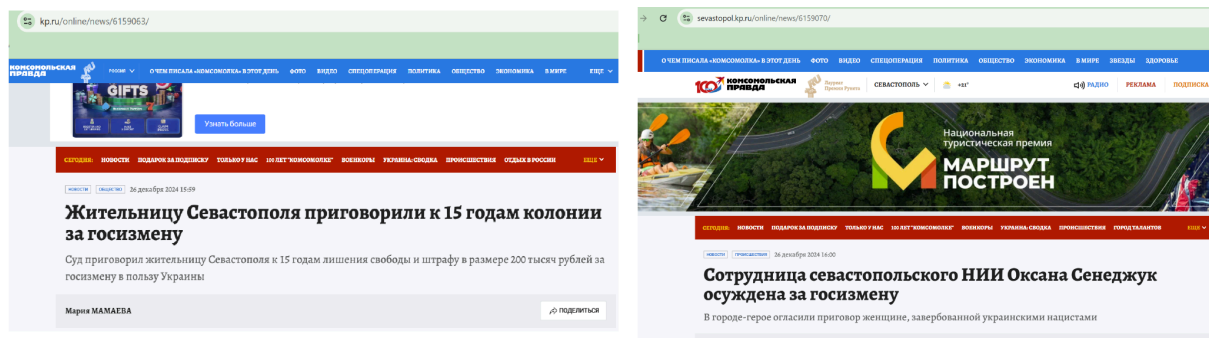 kp.ru/online/news/6159063/
КОМСОМОЛЬСКАЯ ПРАВДА
РОССИЯ О ЧЕМ ПИСАЛА «КОМСОМОЛКА» В ЭТОТ ДЕНЬ ФОТО ВИДЕО СПЕЦОПЕРАЦИЯ ПОЛИТИКА ОБЩЕСТВО ЭКОНОМИКА В МИРЕ ЕЩЕ
GIFTS
Узнать больше
СЕГОДНЯ: НОВОСТИ ПОДАРОК ЗА ПОДПИСКУ ТОЛЬКО У НАС 100 ЛЕТ "КОМСОМОЛКЕ" ВОЕНКОРЫ УКРАИНА: СВОДКА ПРОИСШЕСТВИЯ ОТДЫХ В РОССИИ ЕЩЕ
НОВОСТИ ОБЩЕСТВО 26 декабря 2024 15:59
Жительницу Севастополя приговорили к 15 годам колонии
за госизмену
Суд приговорил жительницу Севастополя к 15 годам лишения свободы и штрафу в размере 200 тысяч рублей за
госизмену в пользу Украины
Мария МАМАЕВА
ПОДЕЛИТЬСЯ
sevastopol.kp.ru/online/news/6159070/
О ЧЕМ ПИСАЛА «КОМСОМОЛКА» В ЭТОТ ДЕНЬ ФОТО ВИДЕО СПЕЦОПЕРАЦИЯ ПОЛИТИКА ОБЩЕСТВО ЭКОНОМИКА В МИРЕ ЗВЕЗДЫ ЗДОРОВЬЕ
100 КОМСОМОЛЬСКАЯ
ПРАВДА
Лауреат
Премии Рунета
СЕВАСТОПОЛЬ
РАДИО РЕКЛАМА ПОДПИСКА
Национальная
туристическая премия
МАРШРУТ
ПОСТРОЕН
СЕГОДНЯ: НОВОСТИ ПОДАРОК ЗА ПОДПИСКУ ТОЛЬКО У НАС 100 ЛЕТ "КОМСОМОЛКЕ" ВОЕНКОРЫ УКРАИНА: СВОДКА ПРОИСШЕСТВИЯ ГОРОД ТАЛАНТОВ ЕЩЕ
НОВОСТИ ПРОИСШЕСТВИЯ 26 декабря 2024 16:00
Сотрудница севастопольского НИИ Оксана Сенеджук
осуждена за госизмену
В городе-герое огласили приговор женщине, завербованной украинскими нацистами